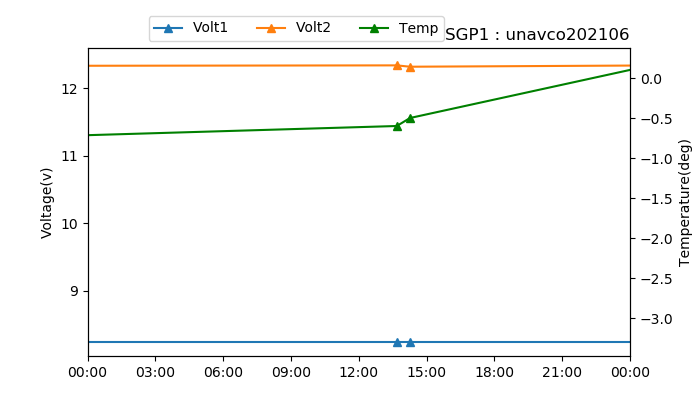 Volt1 Volt2 Temp
SGP1 : unavco202106
12
11
10
9
Voltage(v)
0.0
−0.5
−1.0
−1.5
−2.0
−2.5
−3.0
Temperature(deg)
00:00 03:00 06:00 09:00 12:00 15:00 18:00 21:00 00:00